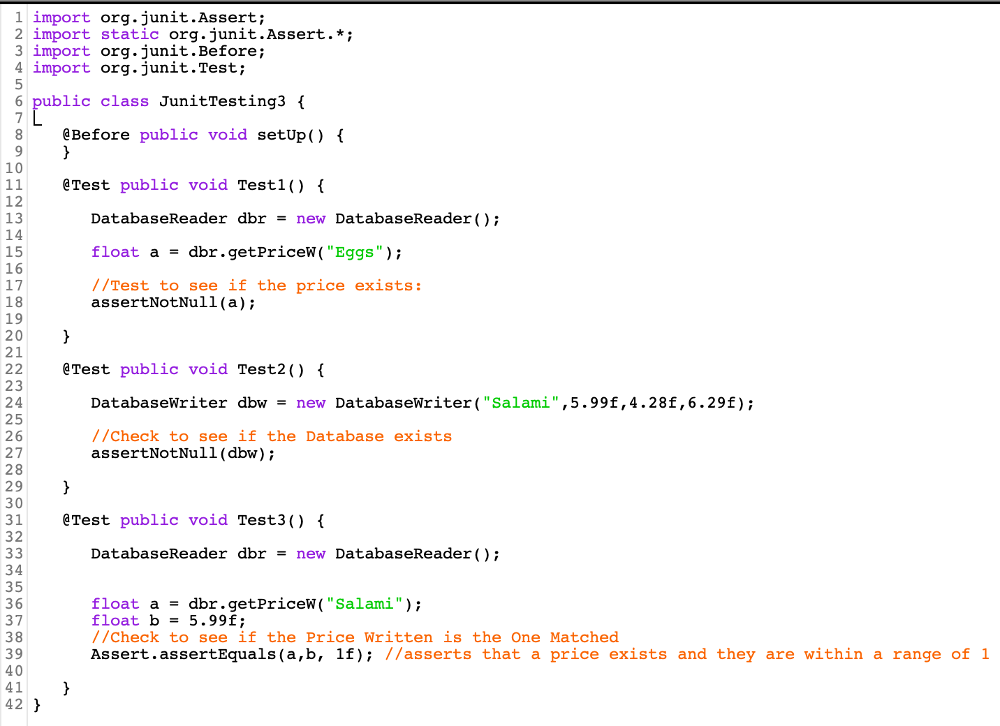 1 import org.junit.Assert;
2 import static org.junit.Assert.*;
3 import org.junit.Before;
4 import org.junit.Test;
5
6 public class JunitTesting3 {
7
8    @Before public void setUp() {
9    }
10
11    @Test public void Test1() {
12
13       DatabaseReader dbr = new DatabaseReader();
14
15       float a = dbr.getPriceW("Eggs");
16
17       //Test to see if the price exists:
18       assertNotNull(a);
19
20    }
21
22    @Test public void Test2() {
23
24       DatabaseWriter dbw = new DatabaseWriter("Salami",5.99f,4.28f,6.29f);
25
26       //Check to see if the Database exists
27       assertNotNull(dbw);
28
29    }
30
31    @Test public void Test3() {
32
33       DatabaseReader dbr = new DatabaseReader();
34
35
36       float a = dbr.getPriceW("Salami");
37       float b = 5.99f;
38       //Check to see if the Price Written is the One Matched
39       Assert.assertEquals(a,b, 1f); //asserts that a price exists and they are within a range of 1
40
41    }
42 }